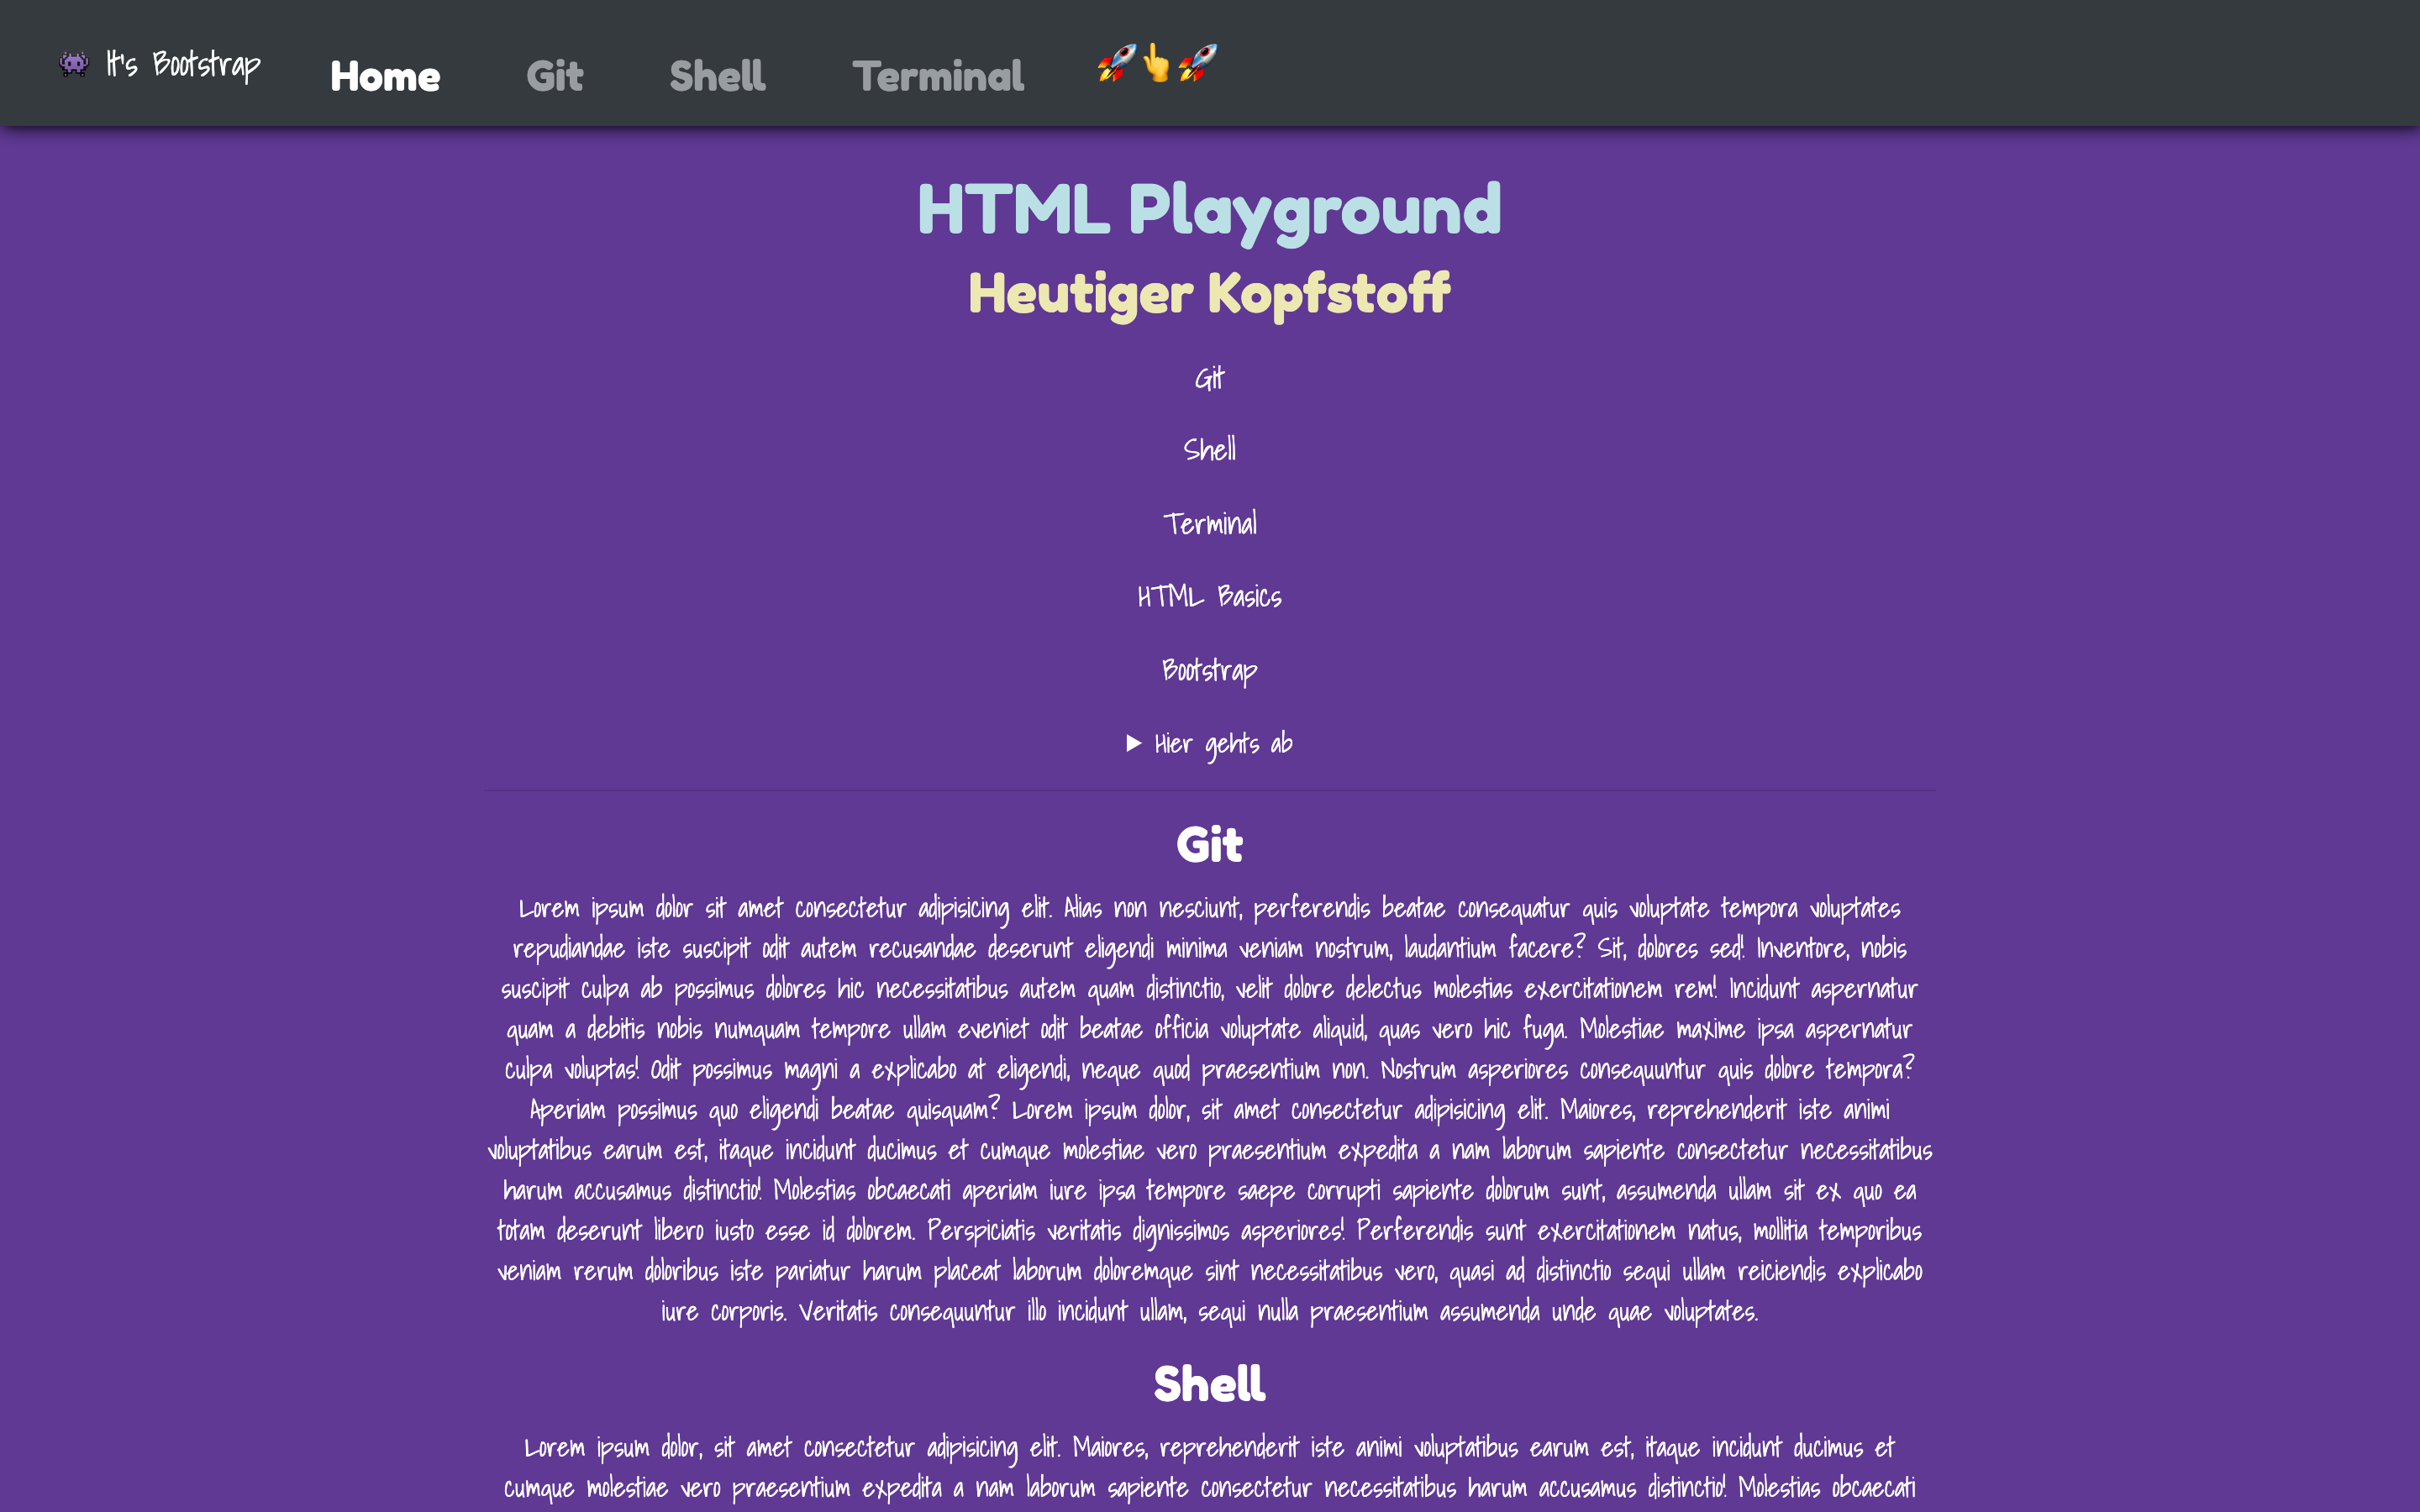 👾 It's Bootstrap Home Git Shell Terminal 🚀👆🚀
HTML Playground
Heutiger Kopfstoff
Git
Shell
Terminal
HTML Basics
Bootstrap
▶ Hier gehts ab
Git
Lorem ipsum dolor sit amet consectetur adipisicing elit. Alias non nesciunt, perferendis beatae consequatur quis voluptate tempora voluptates
repudiandae iste suscipit odit autem recusandae deserunt eligendi minima veniam nostrum, laudantium facere? Sit, dolores sed! Inventore, nobis
suscipit culpa ab possimus dolores hic necessitatibus autem quam distinctio, velit dolore delectus molestias exercitationem rem! Incidunt aspernatur
quam a debitis nobis numquam tempore ullam eveniet odit beatae officia voluptate aliquid, quas vero hic fuga. Molestiae maxime ipsa aspernatur
culpa voluptas! Odit possimus magni a explicabo at eligendi, neque quod praesentium non. Nostrum asperiores consequuntur quis dolore tempora?
Aperiam possimus quo eligendi beatae quisquam? Lorem ipsum dolor, sit amet consectetur adipisicing elit. Maiores, reprehenderit iste animi
voluptatibus earum est, itaque incidunt ducimus et cumque molestiae vero praesentium expedita a nam laborum sapiente consectetur necessitatibus
harum accusamus distinctio! Molestias obcaecati aperiam iure ipsa tempore saepe corrupti sapiente dolorum sunt, assumenda ullam sit ex quo ea
totam deserunt libero iusto esse id dolorem. Perspiciatis veritatis dignissimos asperiores! Perferendis sunt exercitationem natus, mollitia temporibus
veniam rerum doloribus iste pariatur harum placeat laborum doloremque sint necessitatibus vero, quasi ad distinctio sequi ullam reiciendis explicabo
iure corporis. Veritatis consequuntur illo incidunt ullam, sequi nulla praesentium assumenda unde quae voluptates.
Shell
Lorem ipsum dolor, sit amet consectetur adipisicing elit. Maiores, reprehenderit iste animi voluptatibus earum est, itaque incidunt ducimus et
cumque molestiae vero praesentium expedita a nam laborum sapiente consectetur necessitatibus harum accusamus distinctio! Molestias obcaecati